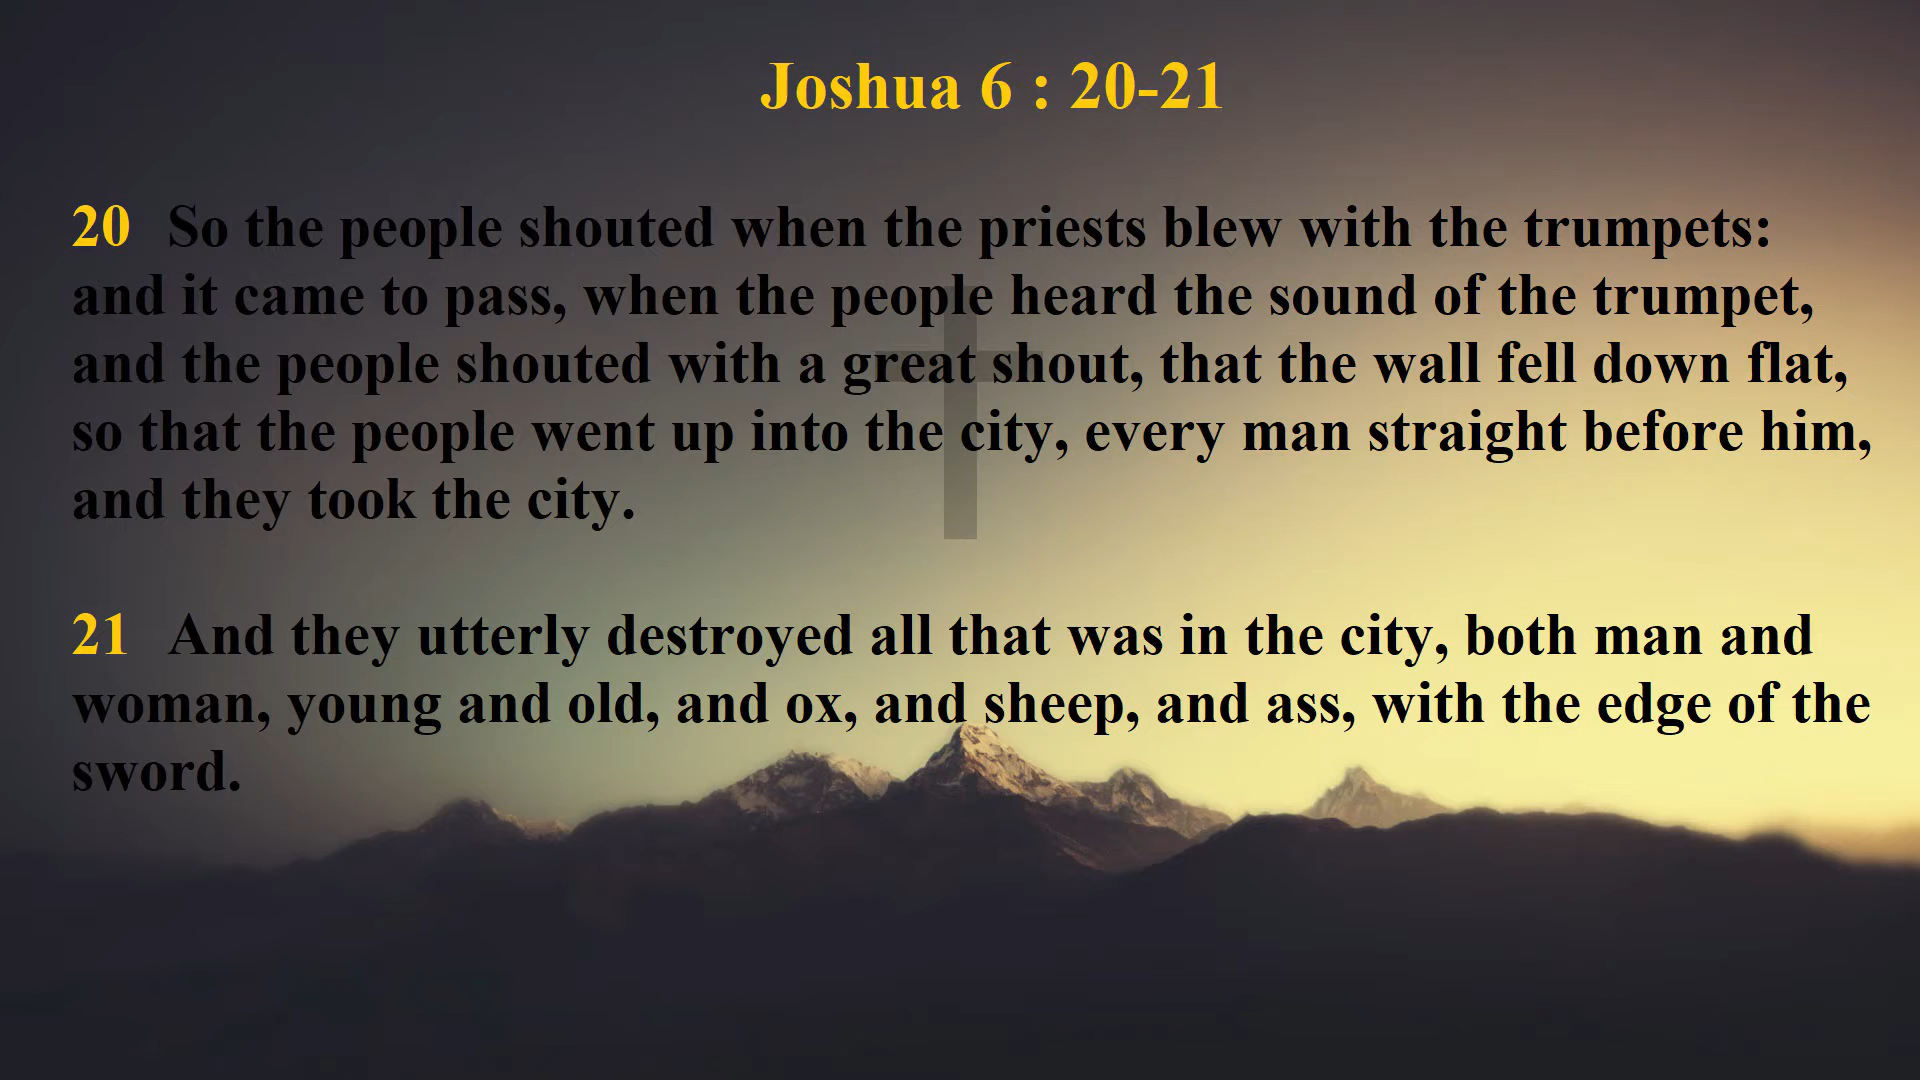 Joshua 6 : 20-21
20 So the people shouted when the priests blew with the trumpets:
and it came to pass, when the people heard the sound of the trumpet,
and the people shouted with a great shout, that the wall fell down flat,
so that the people went up into the city, every man straight before him,
and they took the city.
21 And they utterly destroyed all that was in the city, both man and
woman, young and old, and ox, and sheep, and ass, with the edge of the
sword.